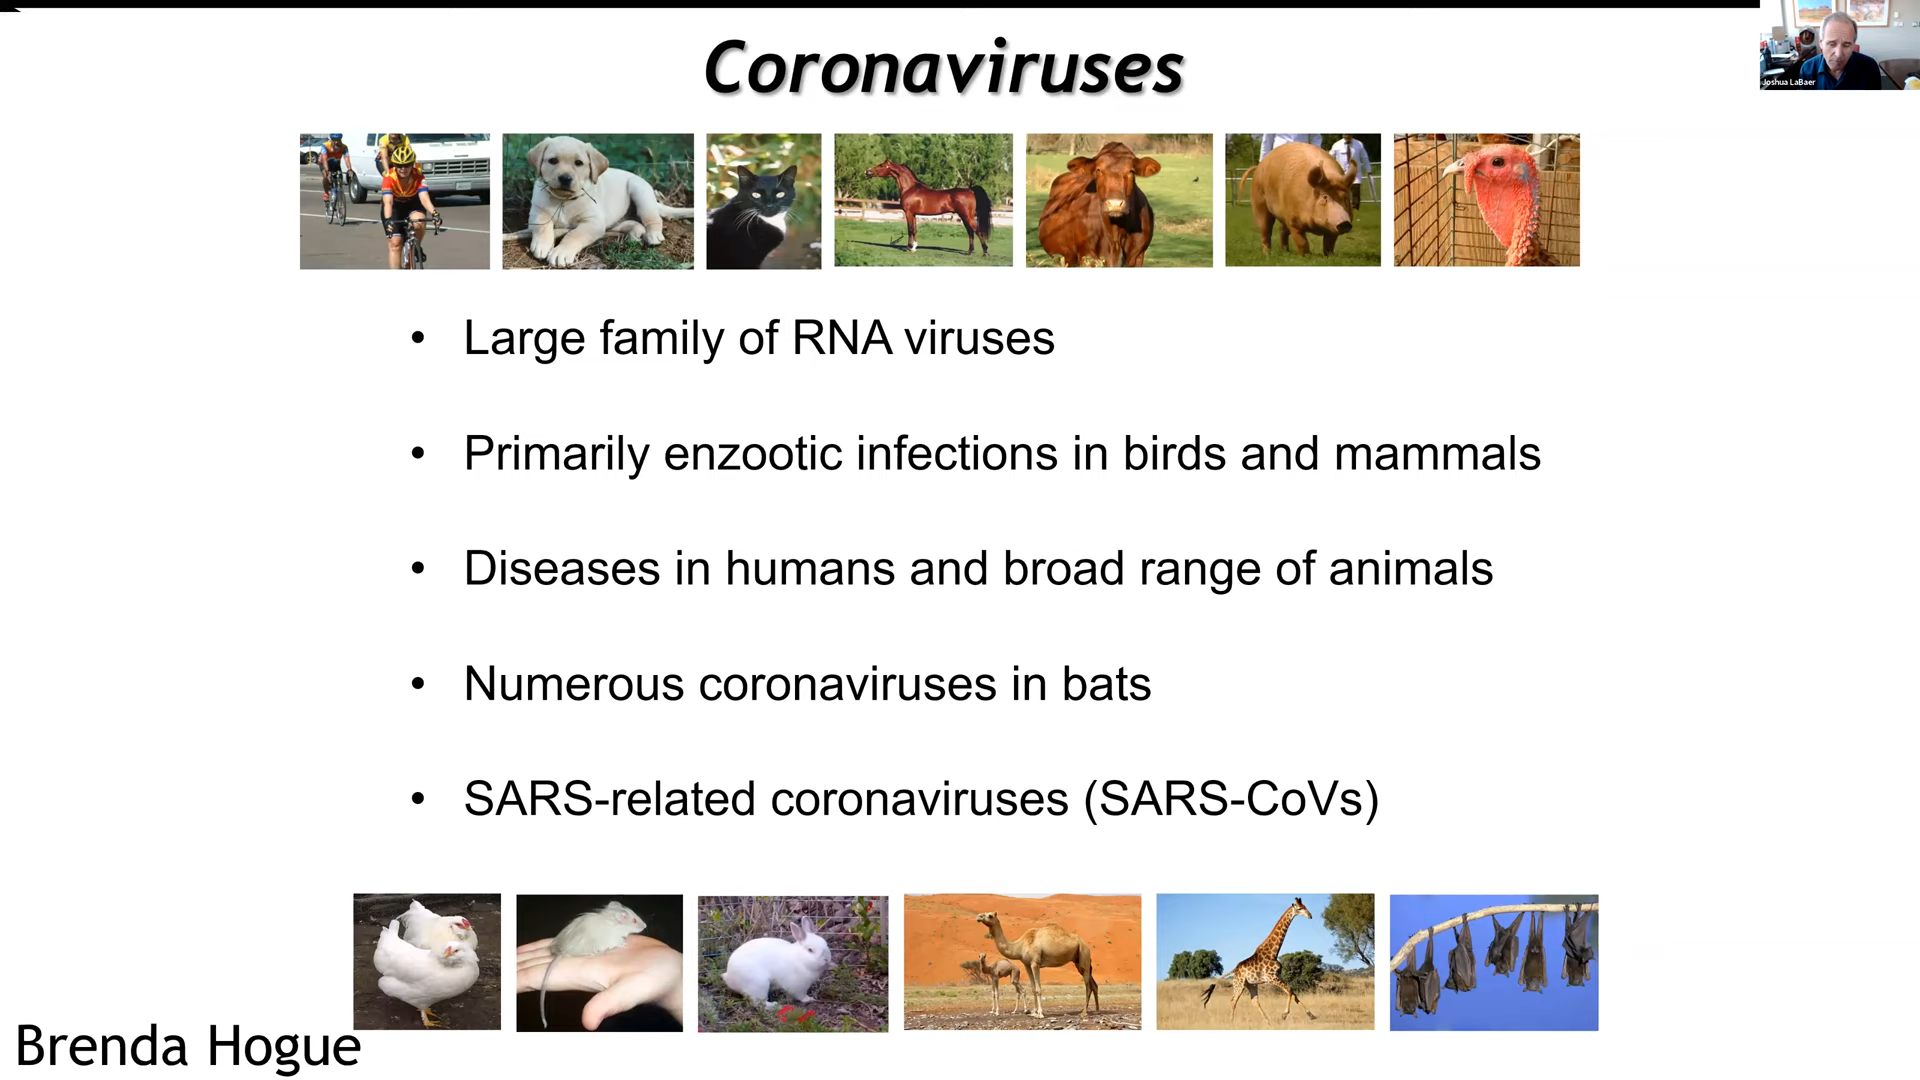 Coronaviruses
Joshua LaBaer
• Large family of RNA viruses
• Primarily enzootic infections in birds and mammals
• Diseases in humans and broad range of animals
• Numerous coronaviruses in bats
• SARS-related coronaviruses (SARS-CoVs)
Brenda Hogue